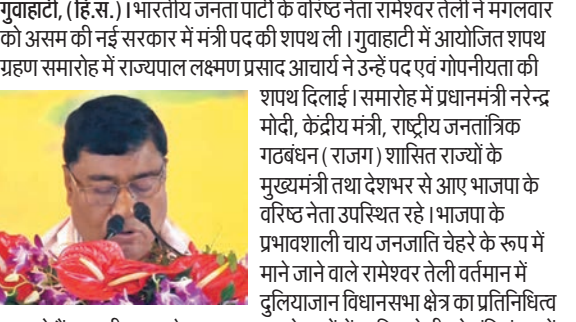 गुवाहाटी, (हि.स.)।भारतीय जनता पार्टी के वरिष्ठ नेता रामेश्वर तेली ने मंगलवार
को असम की नई सरकार में मंत्री पद की शपथ ली।गुवाहाटी में आयोजित शपथ
ग्रहण समारोह में राज्यपाल लक्ष्मण प्रसाद आचार्य ने उन्हें पद एवं गोपनीयता की
शपथ दिलाई।समारोह में प्रधानमंत्री नरेन्द्र
मोदी, केंद्रीय मंत्री, राष्ट्रीय जनतांत्रिक
गठबंधन (राजग) शासित राज्यों के
मुख्यमंत्री तथा देशभर से आए भाजपा के
वरिष्ठ नेता उपस्थित रहे।भाजपा के
प्रभावशाली चाय जनजाति चेहरे के रूप में
माने जाने वाले रामेश्वर तेली वर्तमान में
दुलियाजान विधानसभा क्षेत्र का प्रतिनिधित्व